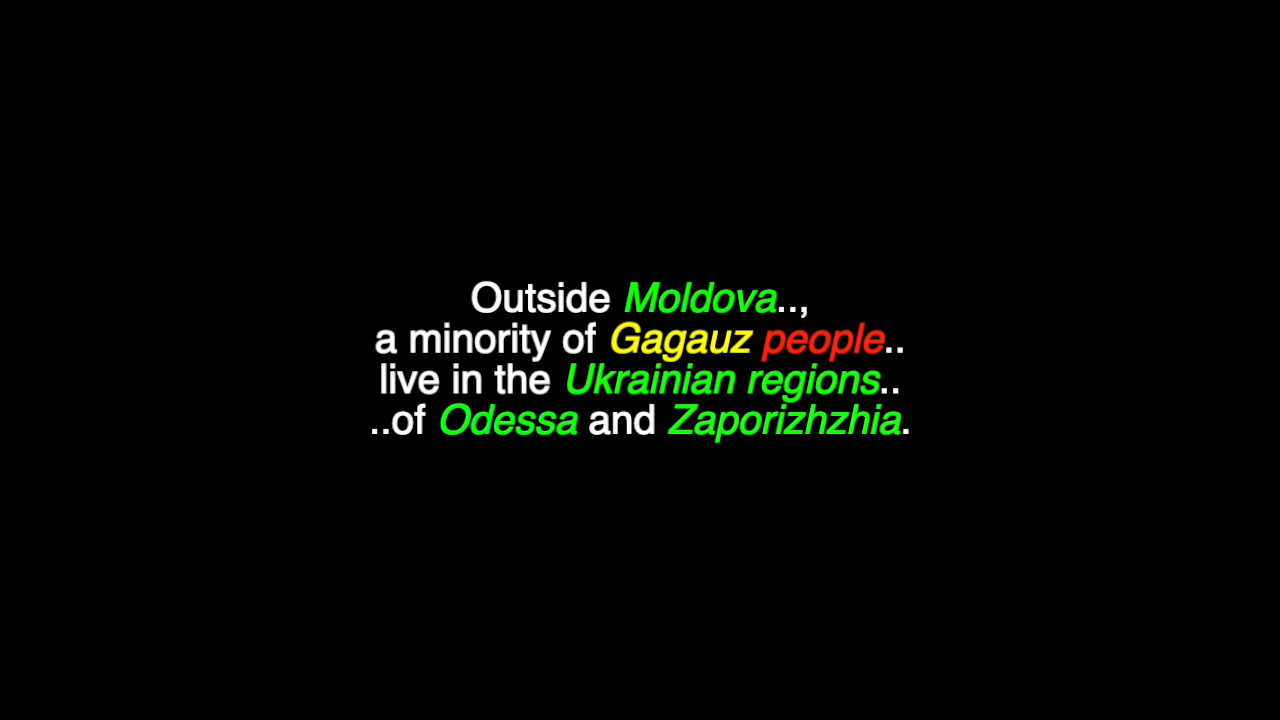 Outside Moldova..,
a minority of Gagauz people..
live in the Ukrainian regions..
..of Odessa and Zaporizhzhia.